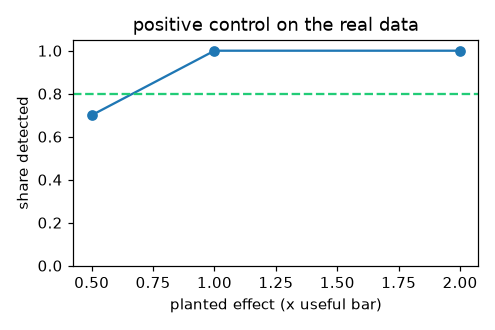 positive control on the real data
1.0
0.8
0.6
0.4
0.2
0.0
share detected
0.50 0.75 1.00 1.25 1.50 1.75 2.00
planted effect (x useful bar)